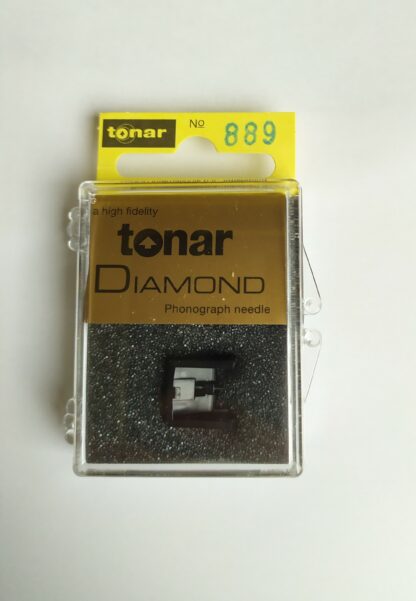 tonar No 889
a high fidelity
tonar
DIAMOND
Phonograph needle